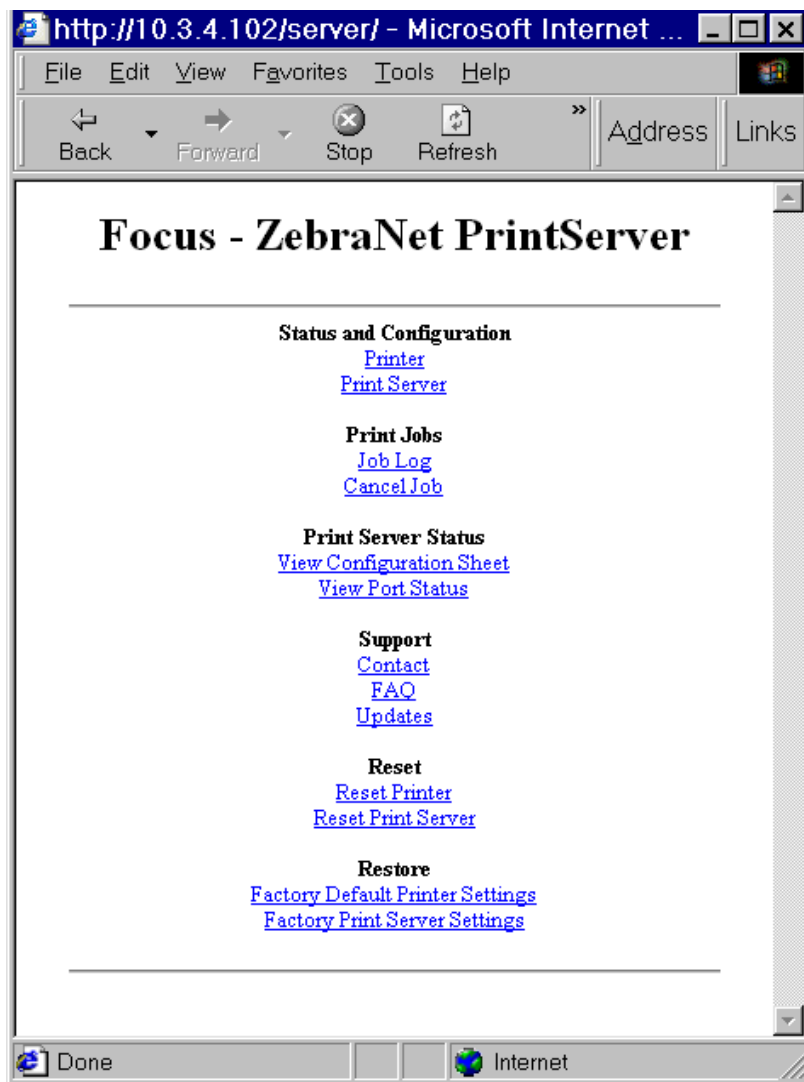 http://10.3.4.102/server/ - Microsoft Internet ...
File Edit View Favorites Tools Help
Back Forward Stop Refresh » Address Links
Focus - ZebraNet PrintServer
Status and Configuration
Printer
Print Server
Print Jobs
Job Log
Cancel Job
Print Server Status
View Configuration Sheet
View Port Status
Support
Contact
FAQ
Updates
Reset
Reset Printer
Reset Print Server
Restore
Factory Default Printer Settings
Factory Print Server Settings
Done Internet